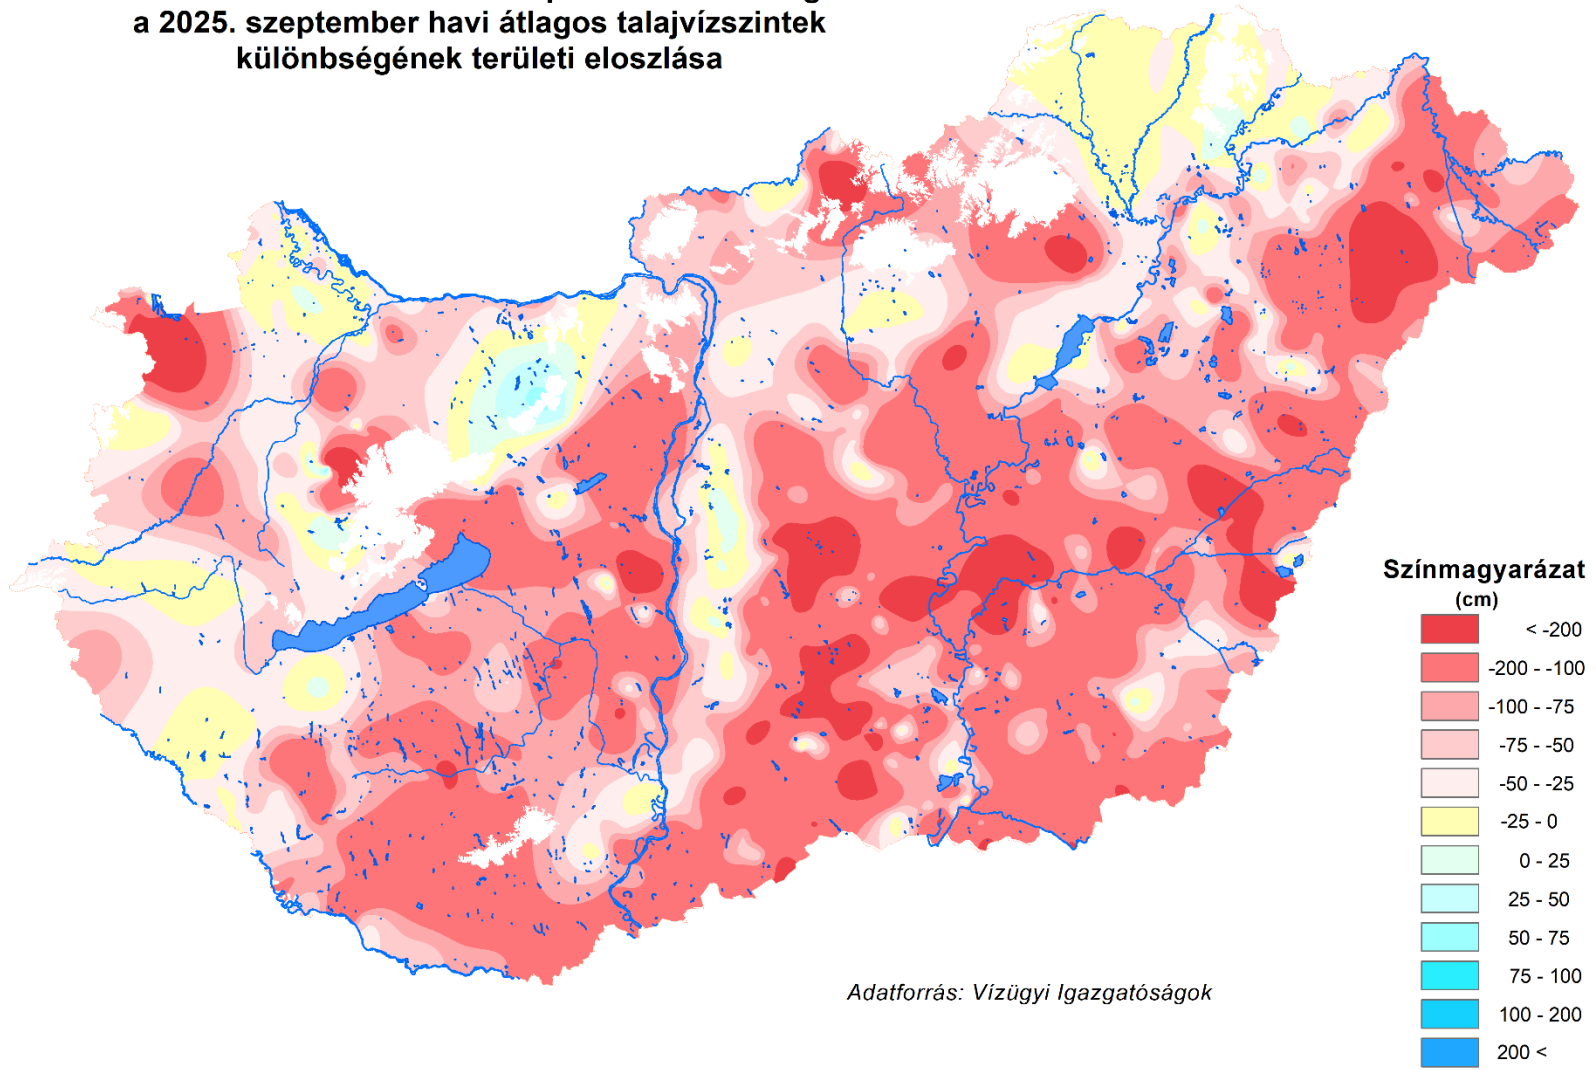 a 2025. szeptember havi átlagos talajvízszintek
különbségének területi eloszlása
Színmagyarázat
(cm)
< -200
-200 - -100
-100 - -75
-75 - -50
-50 - -25
-25 - 0
0 - 25
25 - 50
50 - 75
75 - 100
100 - 200
200 <
Adatforrás: Vízügyi Igazgatóságok